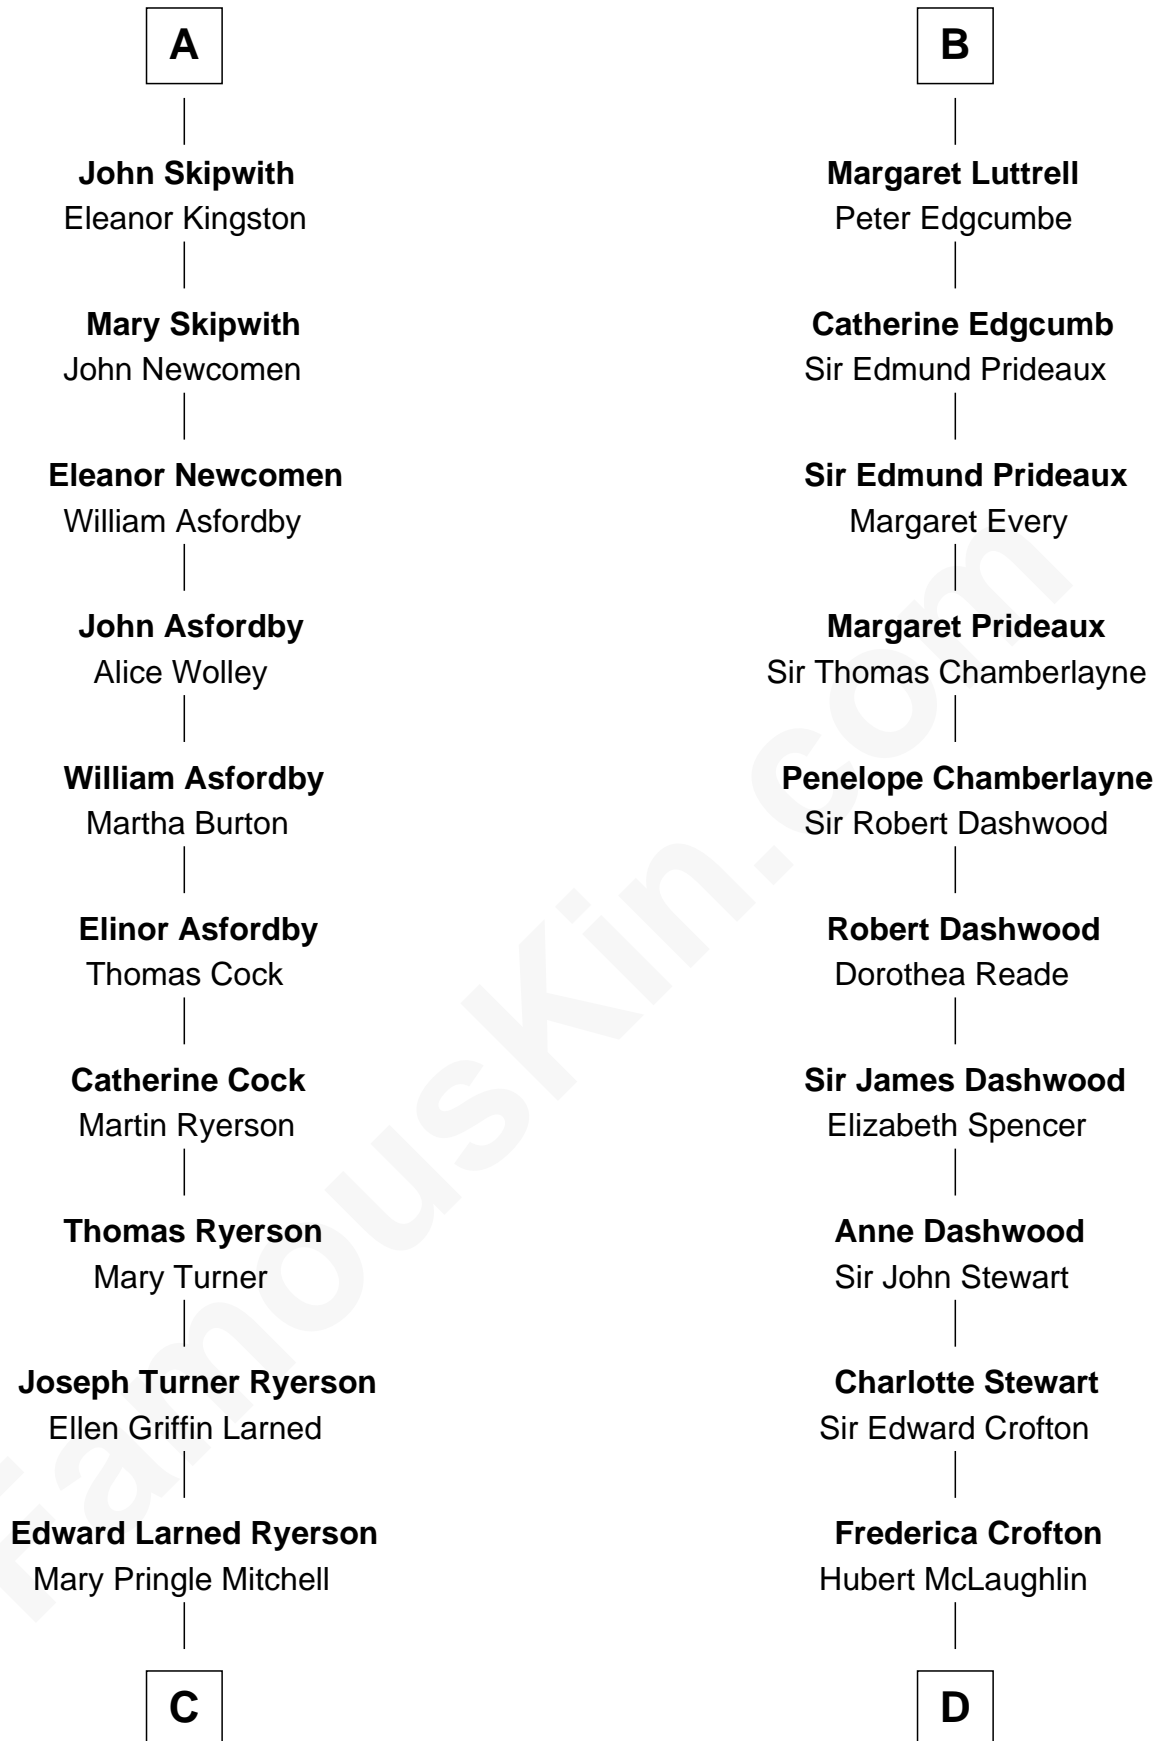 A
John Skipwith
Eleanor Kingston
Mary Skipwith
John Newcomen
Eleanor Newcomen
William Asfordby
John Asfordby
Alice Wolley
William Asfordby
Martha Burton
Elinor Asfordby
Thomas Cock
Catherine Cock
Martin Ryerson
Thomas Ryerson
Mary Turner
Joseph Turner Ryerson
Ellen Griffin Larned
Edward Larned Ryerson
Mary Pringle Mitchell
C
B
Margaret Luttrell
Peter Edgcumbe
Catherine Edgcumb
Sir Edmund Prideaux
Sir Edmund Prideaux
Margaret Every
Margaret Prideaux
Sir Thomas Chamberlayne
Penelope Chamberlayne
Sir Robert Dashwood
Robert Dashwood
Dorothea Reade
Sir James Dashwood
Elizabeth Spencer
Anne Dashwood
Sir John Stewart
Charlotte Stewart
Sir Edward Crofton
Frederica Crofton
Hubert McLaughlin
D
FamousKin.com